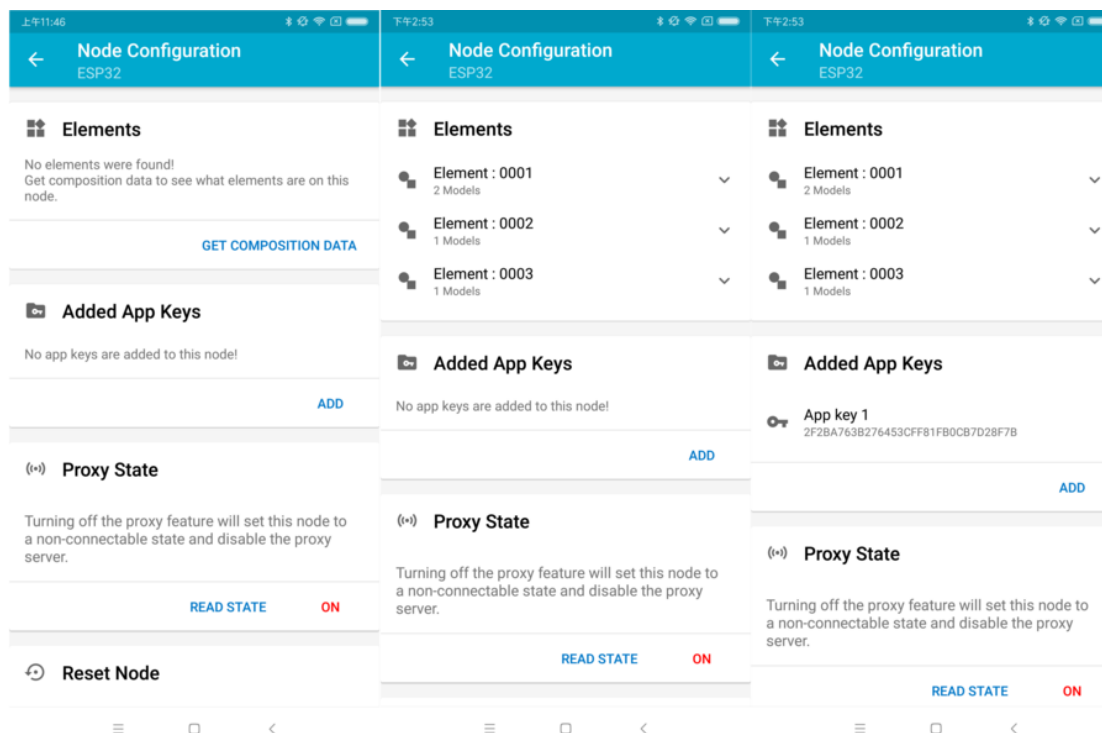 上午11:46
Node Configuration
ESP32
Elements
No elements were found!
Get composition data to see what elements are on this
node.
GET COMPOSITION DATA
Added App Keys
No app keys are added to this node!
ADD
Proxy State
Turning off the proxy feature will set this node to
a non-connectable state and disable the proxy
server.
READ STATE
ON
Reset Node
下午2:53
Node Configuration
ESP32
Elements
Element : 0001
2 Models
Element : 0002
1 Models
Element : 0003
1 Models
Added App Keys
No app keys are added to this node!
ADD
Proxy State
Turning off the proxy feature will set this node to
a non-connectable state and disable the proxy
server.
READ STATE
ON
下午2:53
Node Configuration
ESP32
Elements
Element : 0001
2 Models
Element : 0002
1 Models
Element : 0003
1 Models
Added App Keys
App key 1
2F2BA763B276453CFF81FB0CB7D28F7B
ADD
Proxy State
Turning off the proxy feature will set this node to
a non-connectable state and disable the proxy
server.
READ STATE
ON